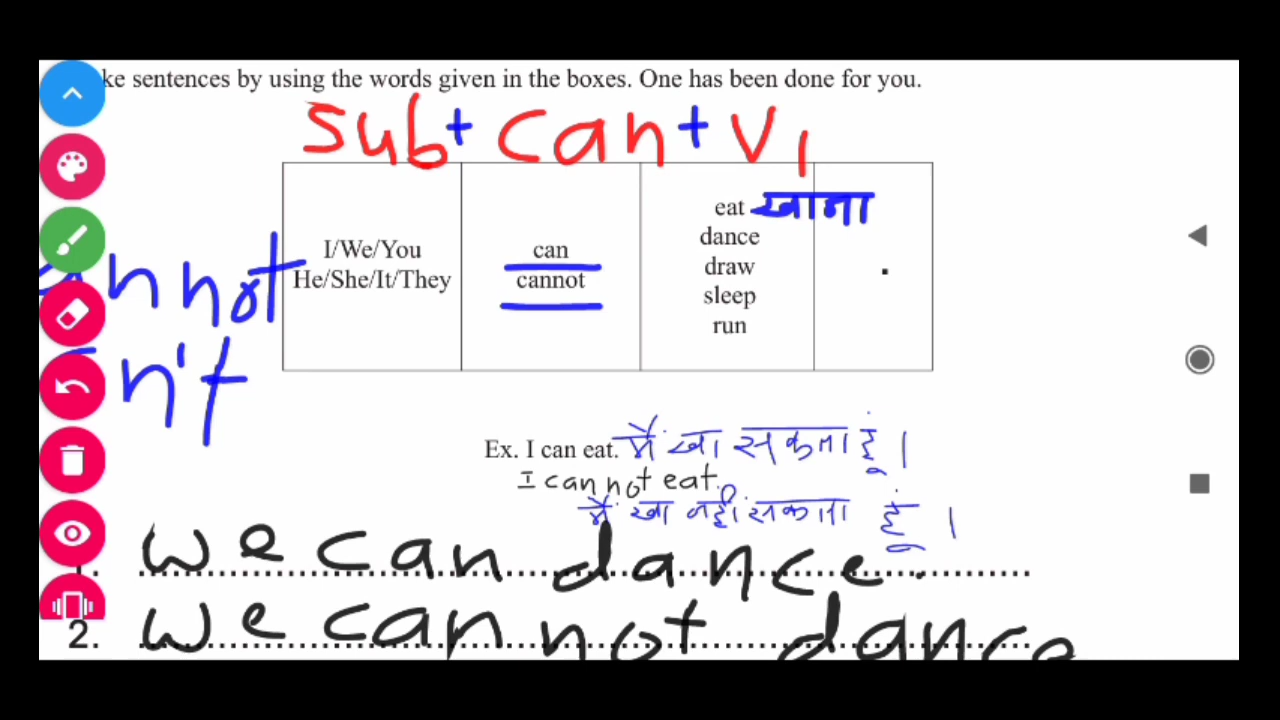 ke sentences by using the words given in the boxes. One has been done for you.
Sub + can + V1
I/We/You
He/She/It/They
can
cannot
eat खाना
dance
draw
sleep
run
.
n not
n't
Ex. I can eat. मैं खा सकता हूं।
I can not eat.
मैं खा नहीं सकता हूं।
1. we can dance.
2. we can not dance